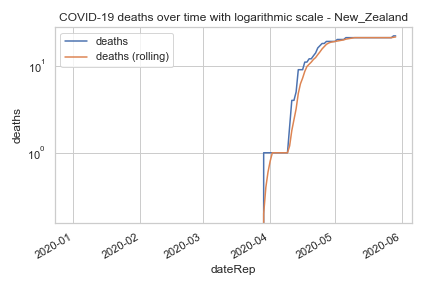 COVID-19 deaths over time with logarithmic scale - New_Zealand
deaths
deaths (rolling)
10¹
10⁰
deaths
2020-01
2020-02
2020-03
2020-04
2020-05
2020-06
dateRep